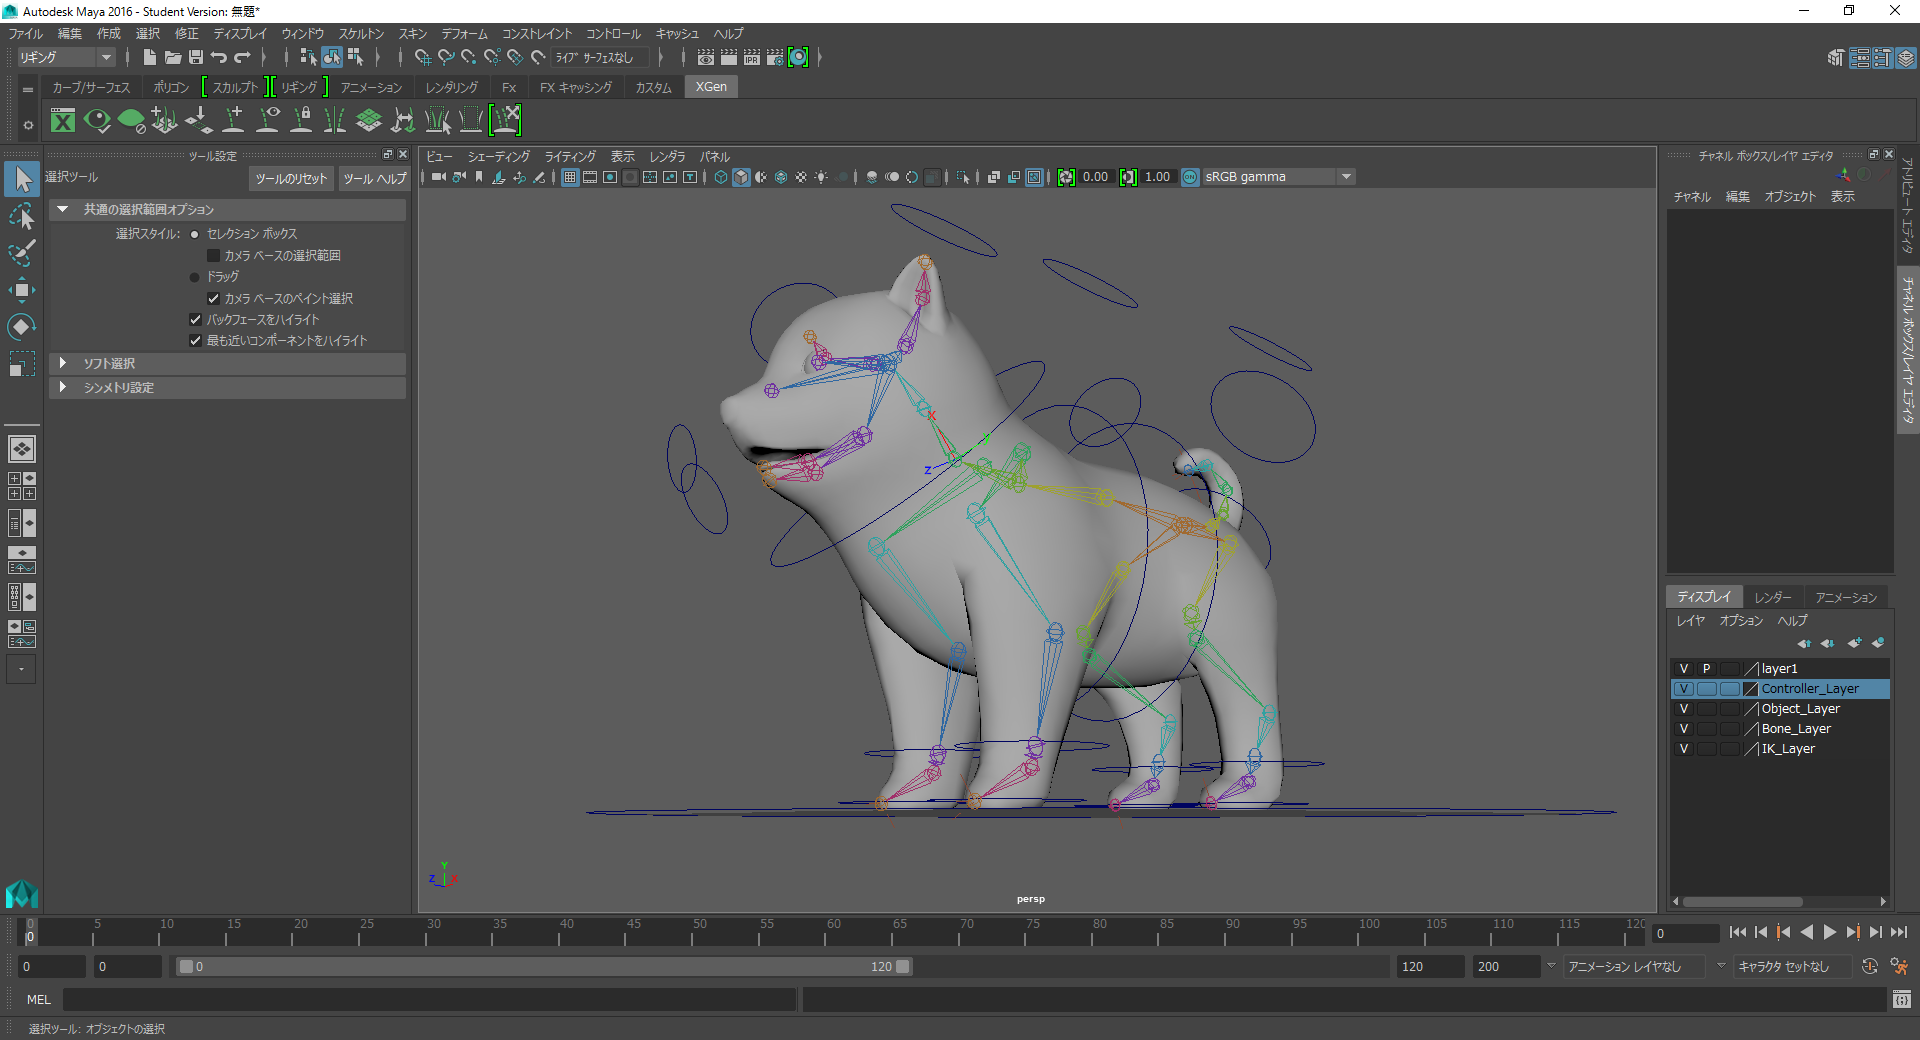 Autodesk Maya 2016 - Student Version: 無題*
ファイル 編集 作成 選択 修正 ディスプレイ ウィンドウ スケルトン スキン デフォーム コンストレイント コントロール キャッシュ ヘルプ
リギング ライブ サーフェスなし
カーブ/サーフェス ポリゴン スカルプト リギング アニメーション レンダリング Fx FX キャッシング カスタム XGen
ツール設定
選択ツール ツールのリセット ツール ヘルプ
共通の選択範囲オプション
選択スタイル: セレクション ボックス
カメラ ベースの選択範囲
ドラッグ
カメラ ベースのペイント選択
バックフェースをハイライト
最も近いコンポーネントをハイライト
ソフト選択
シンメトリ設定
ビュー シェーディング ライティング 表示 レンダラ パネル
IPR
0.00 1.00 ON sRGB gamma
X
Y
Z
Y
Z X
persp
チャネル ボックス/レイヤ エディタ
チャネル 編集 オブジェクト 表示
アトリビュート エディタ
チャネル ボックス/レイヤ エディタ
ディスプレイ レンダー アニメーション
レイヤ オプション ヘルプ
V P layer1
V Controller_Layer
V Object_Layer
V Bone_Layer
V IK_Layer
0 5 10 15 20 25 30 35 40 45 50 55 60 65 70 75 80 85 90 95 100 105 110 115 120
0 0
0 0 0 120 120 200 アニメーション レイヤなし キャラクタ セットなし
MEL
選択ツール: オブジェクトの選択